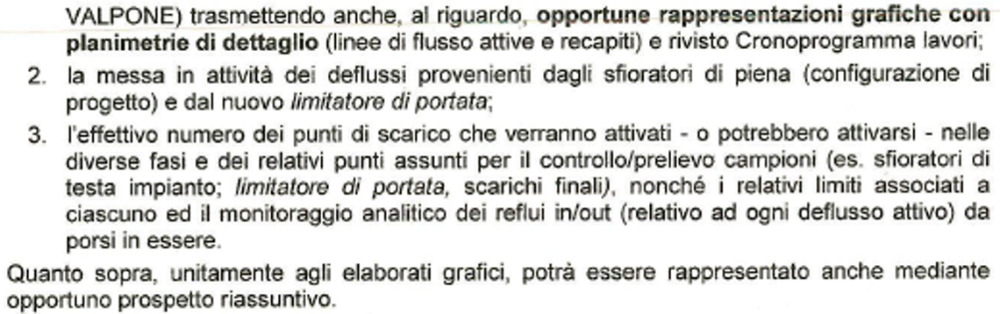 VALPONE) trasmettendo anche, al riguardo, opportune rappresentazioni grafiche con
planimetrie di dettaglio (linee di flusso attive e recapiti) e rivisto Cronoprogramma lavori;
2. la messa in attività dei deflussi provenienti dagli sfioratori di piena (configurazione di
progetto) e dal nuovo limitatore di portata;
3. l'effettivo numero dei punti di scarico che verranno attivati - o potrebbero attivarsi - nelle
diverse fasi e dei relativi punti assunti per il controllo/prelievo campioni (es. sfioratori di
testa impianto; limitatore di portata, scarichi finali), nonché i relativi limiti associati a
ciascuno ed il monitoraggio analitico dei reflui in/out (relativo ad ogni deflusso attivo) da
porsi in essere.
Quanto sopra, unitamente agli elaborati grafici, potrà essere rappresentato anche mediante
opportuno prospetto riassuntivo.